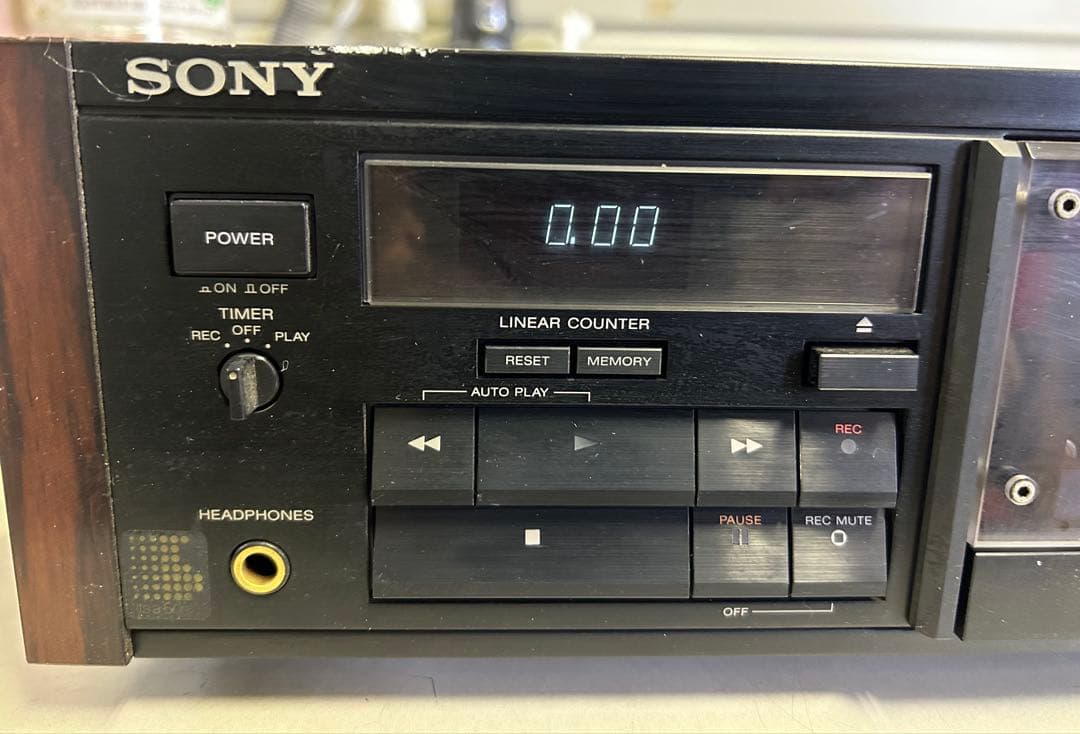 SONY
0.00
POWER
ON OFF
TIMER
REC OFF PLAY
LINEAR COUNTER
RESET MEMORY
AUTO PLAY
REC
HEADPHONES
PAUSE REC MUTE
OFF